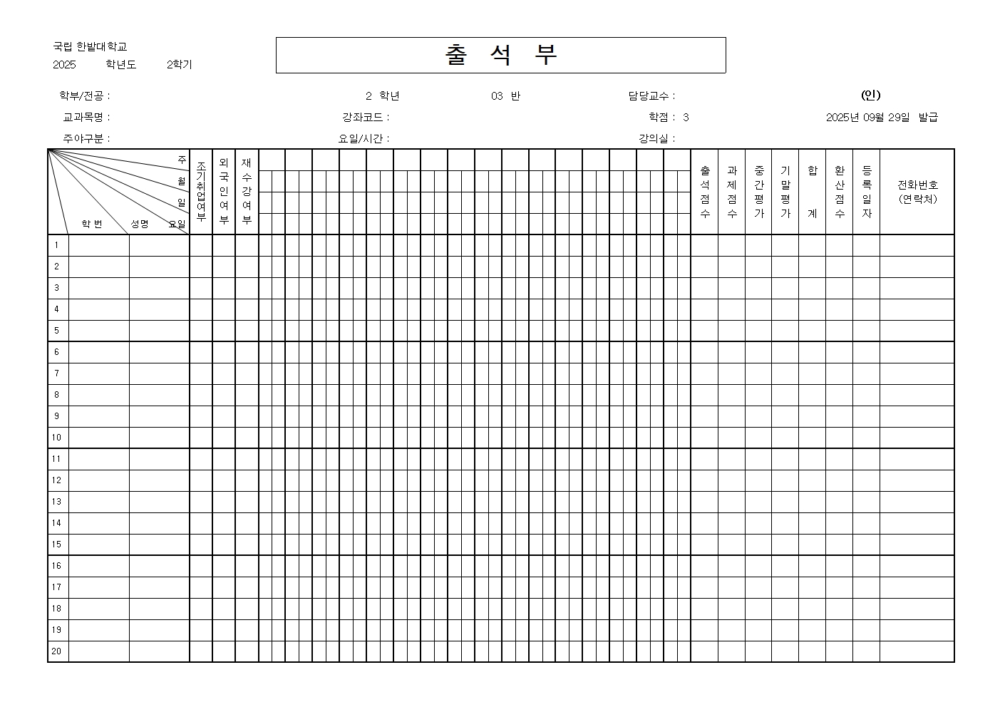 국립 한밭대학교
출 석 부
2025 학년도 2학기
학부/전공 : 2 학년 03 반 담당교수 : (인)
교과목명 : 강좌코드 : 학점 : 3 2025년 09월 29일 발급
주야구분 : 요일/시간 : 강의실 :
주
월
일
학 번 성명 요일
조기취업여부
외국인여부
재수강여부
출석점수
과제점수
중간평가
기말평가
합 계
환산점수
등록일자
전화번호
(연락처)
1
2
3
4
5
6
7
8
9
10
11
12
13
14
15
16
17
18
19
20